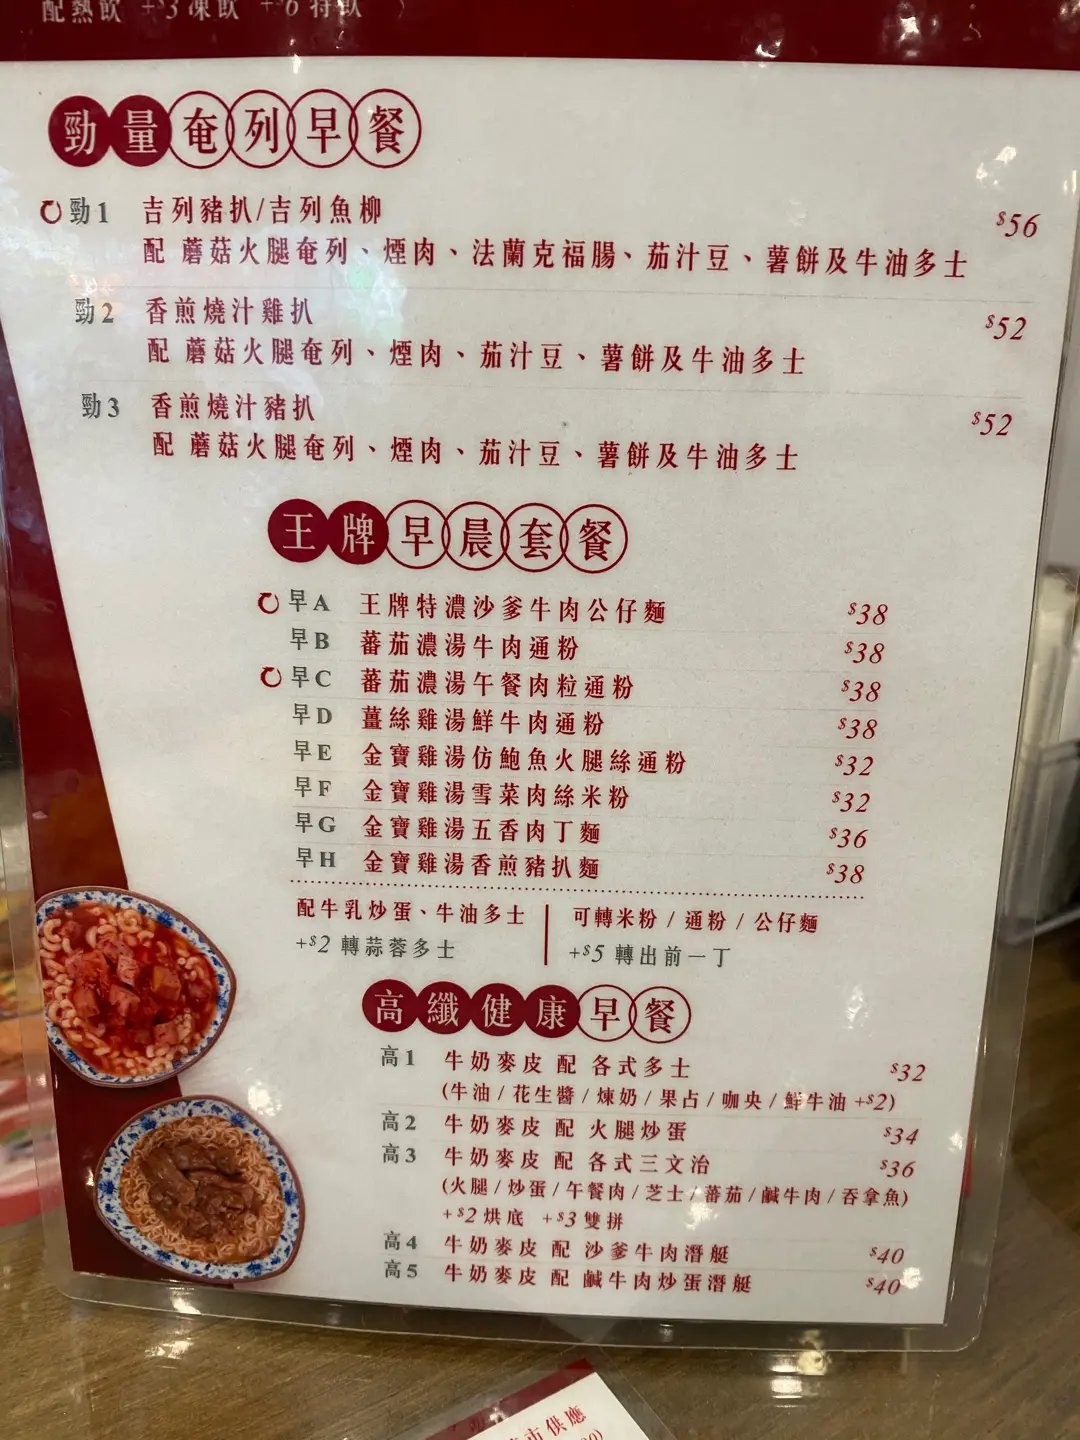 配熱飲 +$3凍飲 +$6特飲
勁量奄列早餐
勁1 吉列豬扒/吉列魚柳 $56
配 蘑菇火腿奄列、煙肉、法蘭克福腸、茄汁豆、薯餅及牛油多士
勁2 香煎燒汁雞扒 $52
配 蘑菇火腿奄列、煙肉、茄汁豆、薯餅及牛油多士
勁3 香煎燒汁豬扒 $52
配 蘑菇火腿奄列、煙肉、茄汁豆、薯餅及牛油多士
王牌早晨套餐
早A 王牌特濃沙爹牛肉公仔麵 $38
早B 蕃茄濃湯牛肉通粉 $38
早C 蕃茄濃湯午餐肉粒通粉 $38
早D 薑絲雞湯鮮牛肉通粉 $38
早E 金寶雞湯仿鮑魚火腿絲通粉 $32
早F 金寶雞湯雪菜肉絲米粉 $32
早G 金寶雞湯五香肉丁麵 $36
早H 金寶雞湯香煎豬扒麵 $38
配牛乳炒蛋、牛油多士
+$2 轉蒜蓉多士
可轉米粉 / 通粉 / 公仔麵
+$5 轉出前一丁
高纖健康早餐
高1 牛奶麥皮 配 各式多士 $32
(牛油 / 花生醬 / 煉奶 / 果占 / 咖央 / 鮮牛油 +$2)
高2 牛奶麥皮 配 火腿炒蛋 $34
高3 牛奶麥皮 配 各式三文治 $36
(火腿 / 炒蛋 / 午餐肉 / 芝士 / 蕃茄 / 鹹牛肉 / 吞拿魚)
+$2 烘底 +$3 雙拼
高4 牛奶麥皮 配 沙爹牛肉潛艇 $40
高5 牛奶麥皮 配 鹹牛肉炒蛋潛艇 $40
市供應